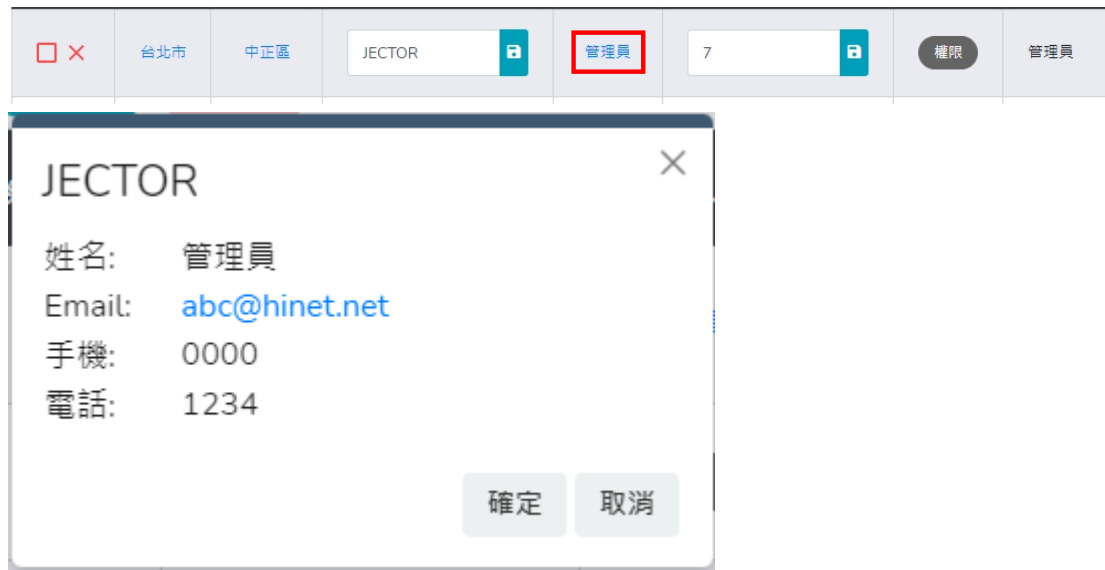 台北市 中正區 JECTOR 管理員 7 權限 管理員
JECTOR
姓名: 管理員
Email: abc@hinet.net
手機: 0000
電話: 1234
確定 取消